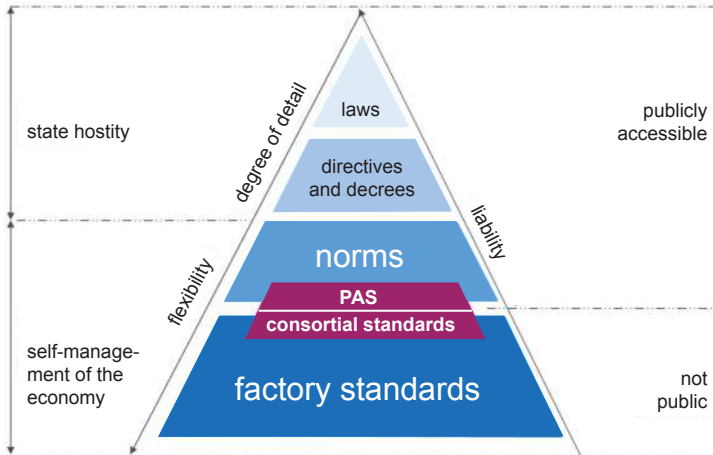 laws
publicly
accessible
state hostity
degree of detail
directives
and decrees
liability
norms
flexibility
PAS
consortial standards
self-manage-
ment of the
economy
factory standards
not
public